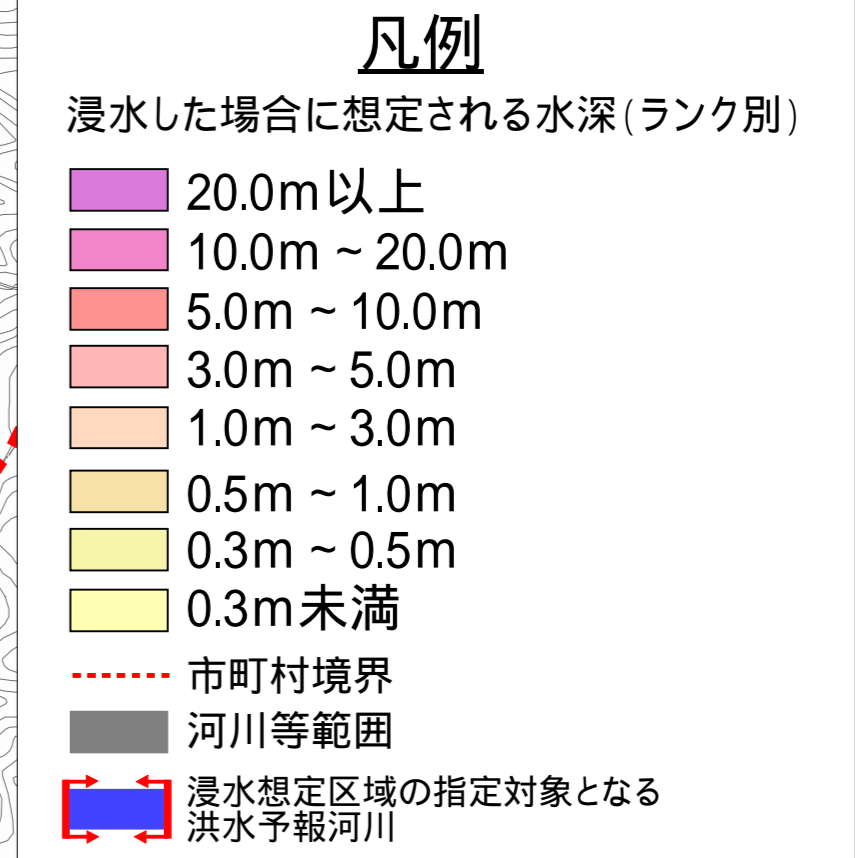 凡例
浸水した場合に想定される水深(ランク別)
20.0m以上
10.0m ~ 20.0m
5.0m ~ 10.0m
3.0m ~ 5.0m
1.0m ~ 3.0m
0.5m ~ 1.0m
0.3m ~ 0.5m
0.3m未満
市町村境界
河川等範囲
浸水想定区域の指定対象となる
洪水予報河川